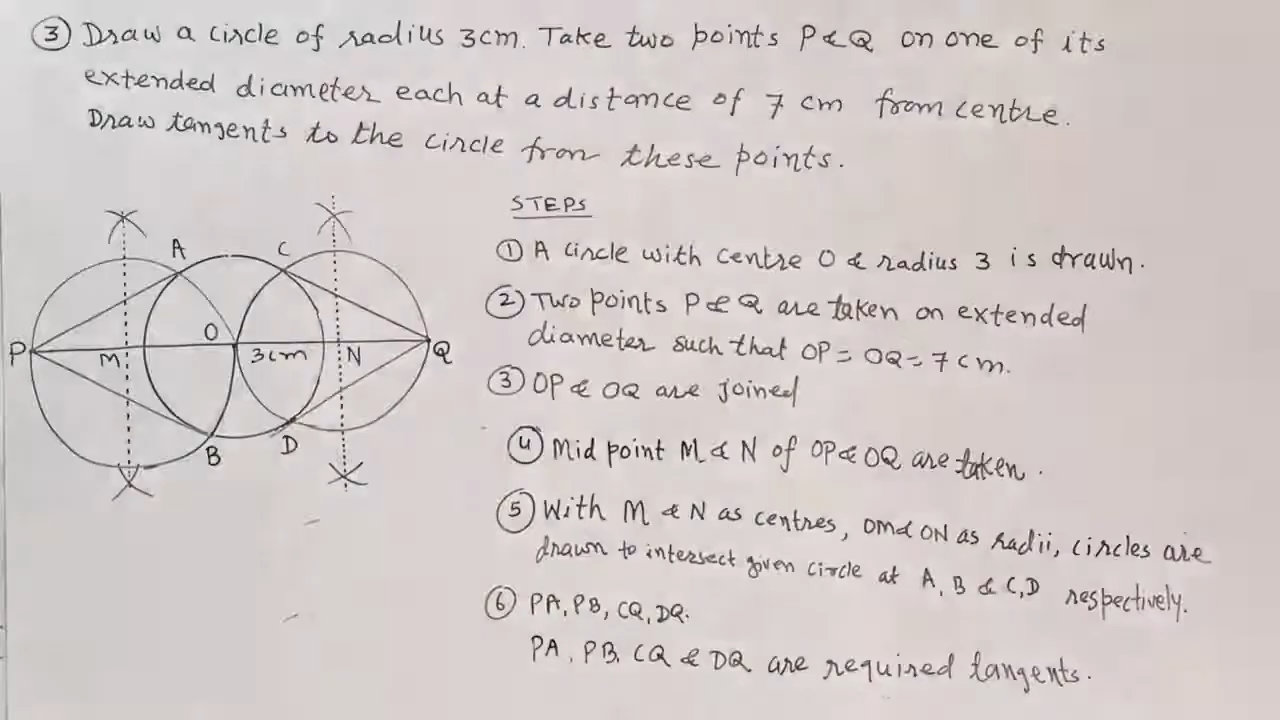 ③ Draw a circle of radius 3cm. Take two points P & Q on one of its
extended diameter each at a distance of 7 cm from centre.
Draw tangents to the circle from these points.
STEPS
① A circle with centre O & radius 3 is drawn.
② Two points P & Q are taken on extended
diameter such that OP = OQ = 7 cm.
③ OP & OQ are joined
④ Mid point M & N of OP & OQ are taken.
⑤ With M & N as centres, OM & ON as radii, circles are
drawn to intersect given circle at A, B & C, D respectively.
⑥ PA, PB, CQ, DQ.
PA, PB, CQ & DQ are required tangents.
A C
O
P M 3cm N Q
B D